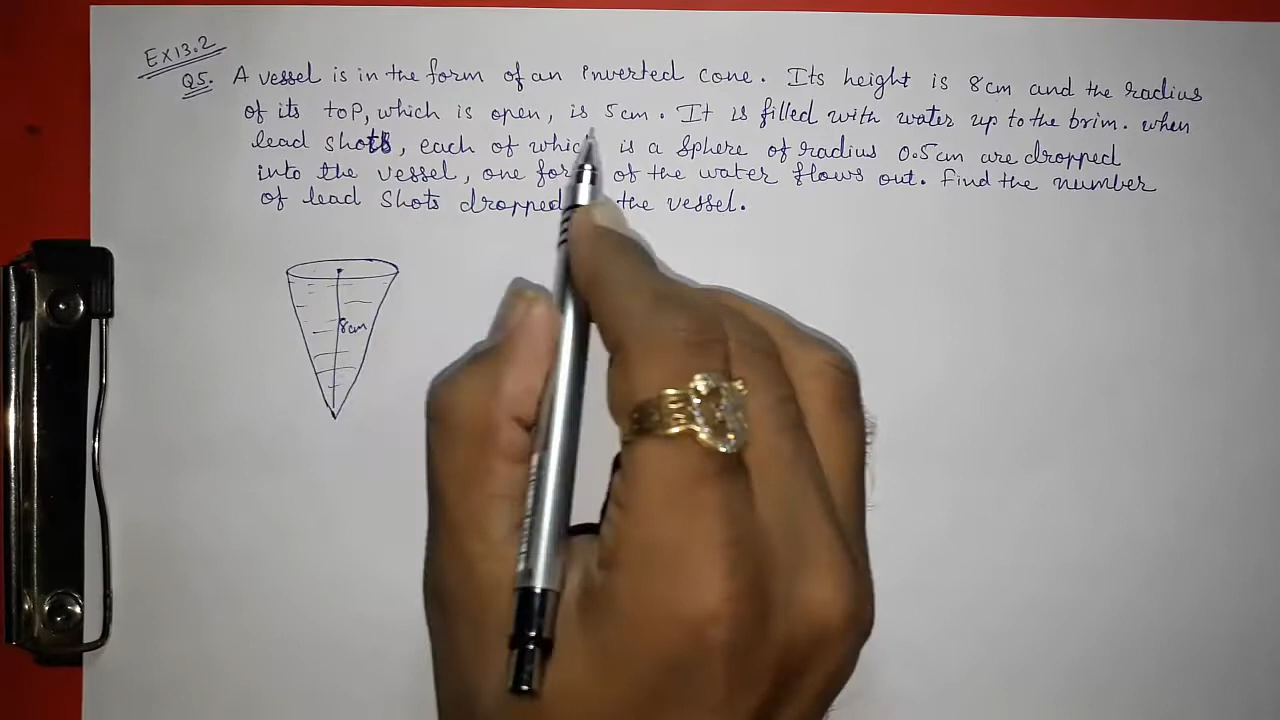 Ex 13.2
Q5. A vessel is in the form of an inverted cone. Its height is 8cm and the radius
of its top, which is open, is 5cm. It is filled with water up to the brim. when
lead shots, each of which is a sphere of radius 0.5cm are dropped
into the vessel, one of the water flows out. Find the number
of lead shots dropped the vessel.
8cm